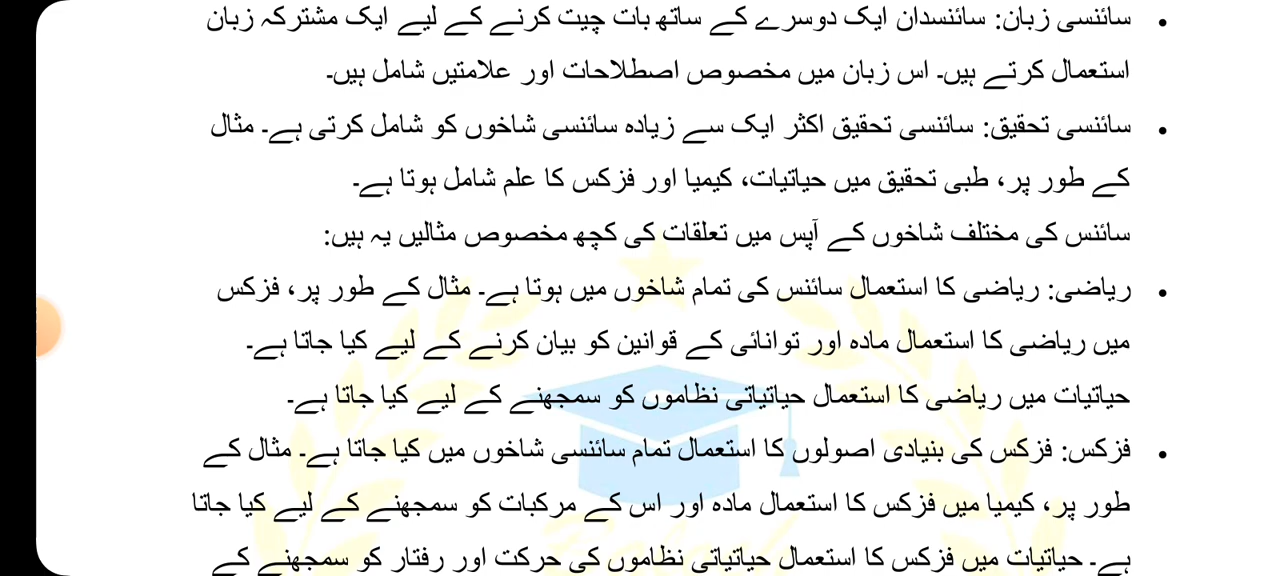 • سائنسی زبان: سائنسدان ایک دوسرے کے ساتھ بات چیت کرنے کے لیے ایک مشترکہ زبان
استعمال کرتے ہیں۔ اس زبان میں مخصوص اصطلاحات اور علامتیں شامل ہیں۔
• سائنسی تحقیق: سائنسی تحقیق اکثر ایک سے زیادہ سائنسی شاخوں کو شامل کرتی ہے۔ مثال
کے طور پر، طبی تحقیق میں حیاتیات، کیمیا اور فزکس کا علم شامل ہوتا ہے۔
سائنس کی مختلف شاخوں کے آپس میں تعلقات کی کچھ مخصوص مثالیں یہ ہیں:
• ریاضی: ریاضی کا استعمال سائنس کی تمام شاخوں میں ہوتا ہے۔ مثال کے طور پر، فزکس
میں ریاضی کا استعمال مادہ اور توانائی کے قوانین کو بیان کرنے کے لیے کیا جاتا ہے۔
حیاتیات میں ریاضی کا استعمال حیاتیاتی نظاموں کو سمجھنے کے لیے کیا جاتا ہے۔
• فزکس: فزکس کی بنیادی اصولوں کا استعمال تمام سائنسی شاخوں میں کیا جاتا ہے۔ مثال کے
طور پر، کیمیا میں فزکس کا استعمال مادہ اور اس کے مرکبات کو سمجھنے کے لیے کیا جاتا
ہے۔ حیاتیات میں فزکس کا استعمال حیاتیاتی نظاموں کی حرکت اور رفتار کو سمجھنے کے